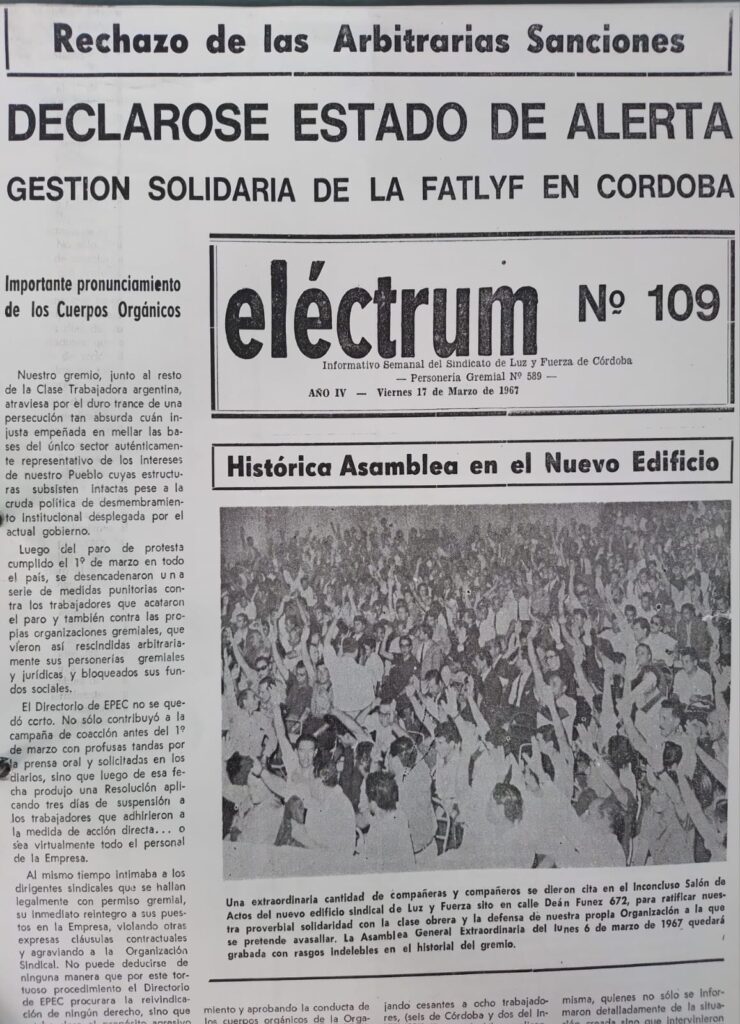 Rechazo de las Arbitrarias Sanciones
DECLAROSE ESTADO DE ALERTA
GESTION SOLIDARIA DE LA FATLYF EN CORDOBA
Importante pronunciamiento
de los Cuerpos Orgánicos
Nuestro gremio, junto al resto
de la Clase Trabajadora argentina,
atraviesa por el duro trance de una
persecución tan absurda cuán in-
justa empeñada en mellar las ba-
ses del único sector auténticamen-
te representativo de los intereses
de nuestro Pueblo cuyas estructu-
ras subsisten intactas pese a la
cruda política de desmembramien-
to institucional desplegada por el
actual gobierno.
Luego del paro de protesta
cumplido el 1º de marzo en todo
el país, se desencadenaron una
serie de medidas punitorias con-
tra los trabajadores que acataron
el paro y también contra las pro-
pias organizaciones gremiales, que
vieron así rescindidas arbitraria-
mente sus personerías gremiales
y jurídicas y bloqueados sus fun-
dos sociales.
El Directorio de EPEC no se que-
dó corto. No sólo contribuyó a la
campaña de coacción antes del 1º
de marzo con profusas tandas por
la prensa oral y solicitadas en los
diarios, sino que luego de esa fe-
cha produjo una Resolución apli-
cando tres días de suspensión a
los trabajadores que adhirieron a
la medida de acción directa... o
sea virtualmente todo el personal
de la Empresa.
Al mismo tiempo intimaba a los
dirigentes sindicales que se hallan
legalmente con permiso gremial,
su inmediato reintegro a sus pues-
tos en la Empresa, violando otras
expresas cláusulas contractuales
y agraviando a la Organización
Sindical. No puede deducirse de
ninguna manera que por este tor-
tuoso procedimiento el Directorio
de EPEC procurara la reivindica-
ción de ningún derecho, sino que
eléctrum Nº 109
Informativo Semanal del Sindicato de Luz y Fuerza de Córdoba
— Personería Gremial Nº 589 —
AÑO IV — Viernes 17 de Marzo de 1967
Histórica Asamblea en el Nuevo Edificio
Una extraordinaria cantidad de compañeras y compañeros se dieron cita en el Inconcluso Salón de
Actos del nuevo edificio sindical de Luz y Fuerza sito en calle Deán Funez 672, para ratificar nues-
tra proverbial solidaridad con la clase obrera y la defensa de nuestra propia Organización a la que
se pretende avasallar. La Asamblea General Extraordinaria del lunes 6 de marzo de 1967 quedará
grabada con rasgos indelebles en el historial del gremio.
miento y aprobando la conducta de
los cuerpos orgánicos de la Orga-
jando cesantes a ocho trabajado-
res, (seis de Córdoba y dos del In-
misma, quienes no sólo se infor-
maron detalladamente de la situa-